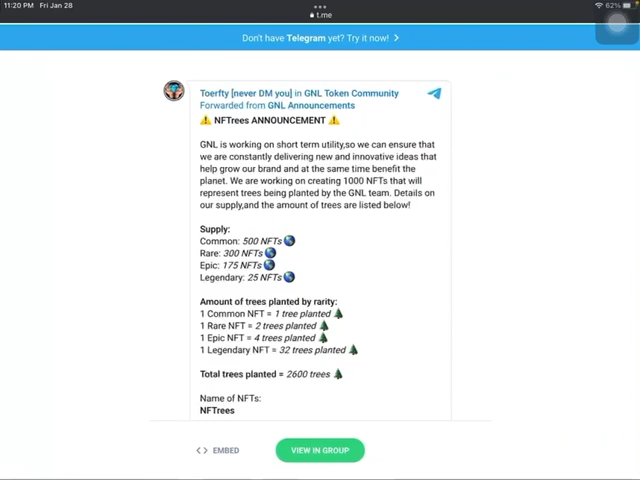 11:20 PM Fri Jan 28
62%
t.me
Don't have Telegram yet? Try it now!
Toerfty [never DM you] in GNL Token Community
Forwarded from GNL Announcements
⚠️ NFTrees ANNOUNCEMENT ⚠️
GNL is working on short term utility,so we can ensure that
we are constantly delivering new and innovative ideas that
help grow our brand and at the same time benefit the
planet. We are working on creating 1000 NFTs that will
represent trees being planted by the GNL team. Details on
our supply,and the amount of trees are listed below!
Supply:
Common: 500 NFTs🌎
Rare: 300 NFTs🌎
Epic: 175 NFTs🌎
Legendary: 25 NFTs🌎
Amount of trees planted by rarity:
1 Common NFT = 1 tree planted🌲
1 Rare NFT = 2 trees planted🌲
1 Epic NFT = 4 trees planted🌲
1 Legendary NFT = 32 trees planted🌲
Total trees planted = 2600 trees 🌲
Name of NFTs:
NFTrees
EMBED
VIEW IN GROUP